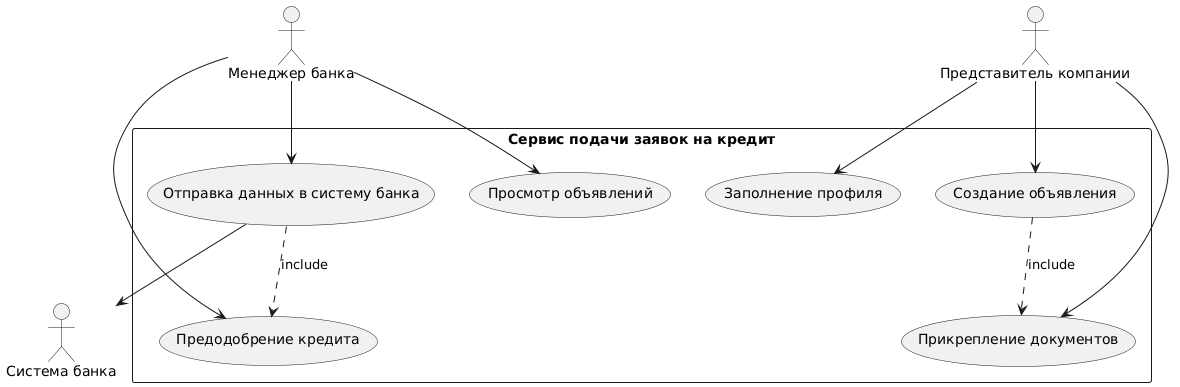 Менеджер банка
Представитель компании
Сервис подачи заявок на кредит
Отправка данных в систему банка
Просмотр объявлений
Заполнение профиля
Создание объявления
include
include
Система банка
Предодобрение кредита
Прикрепление документов